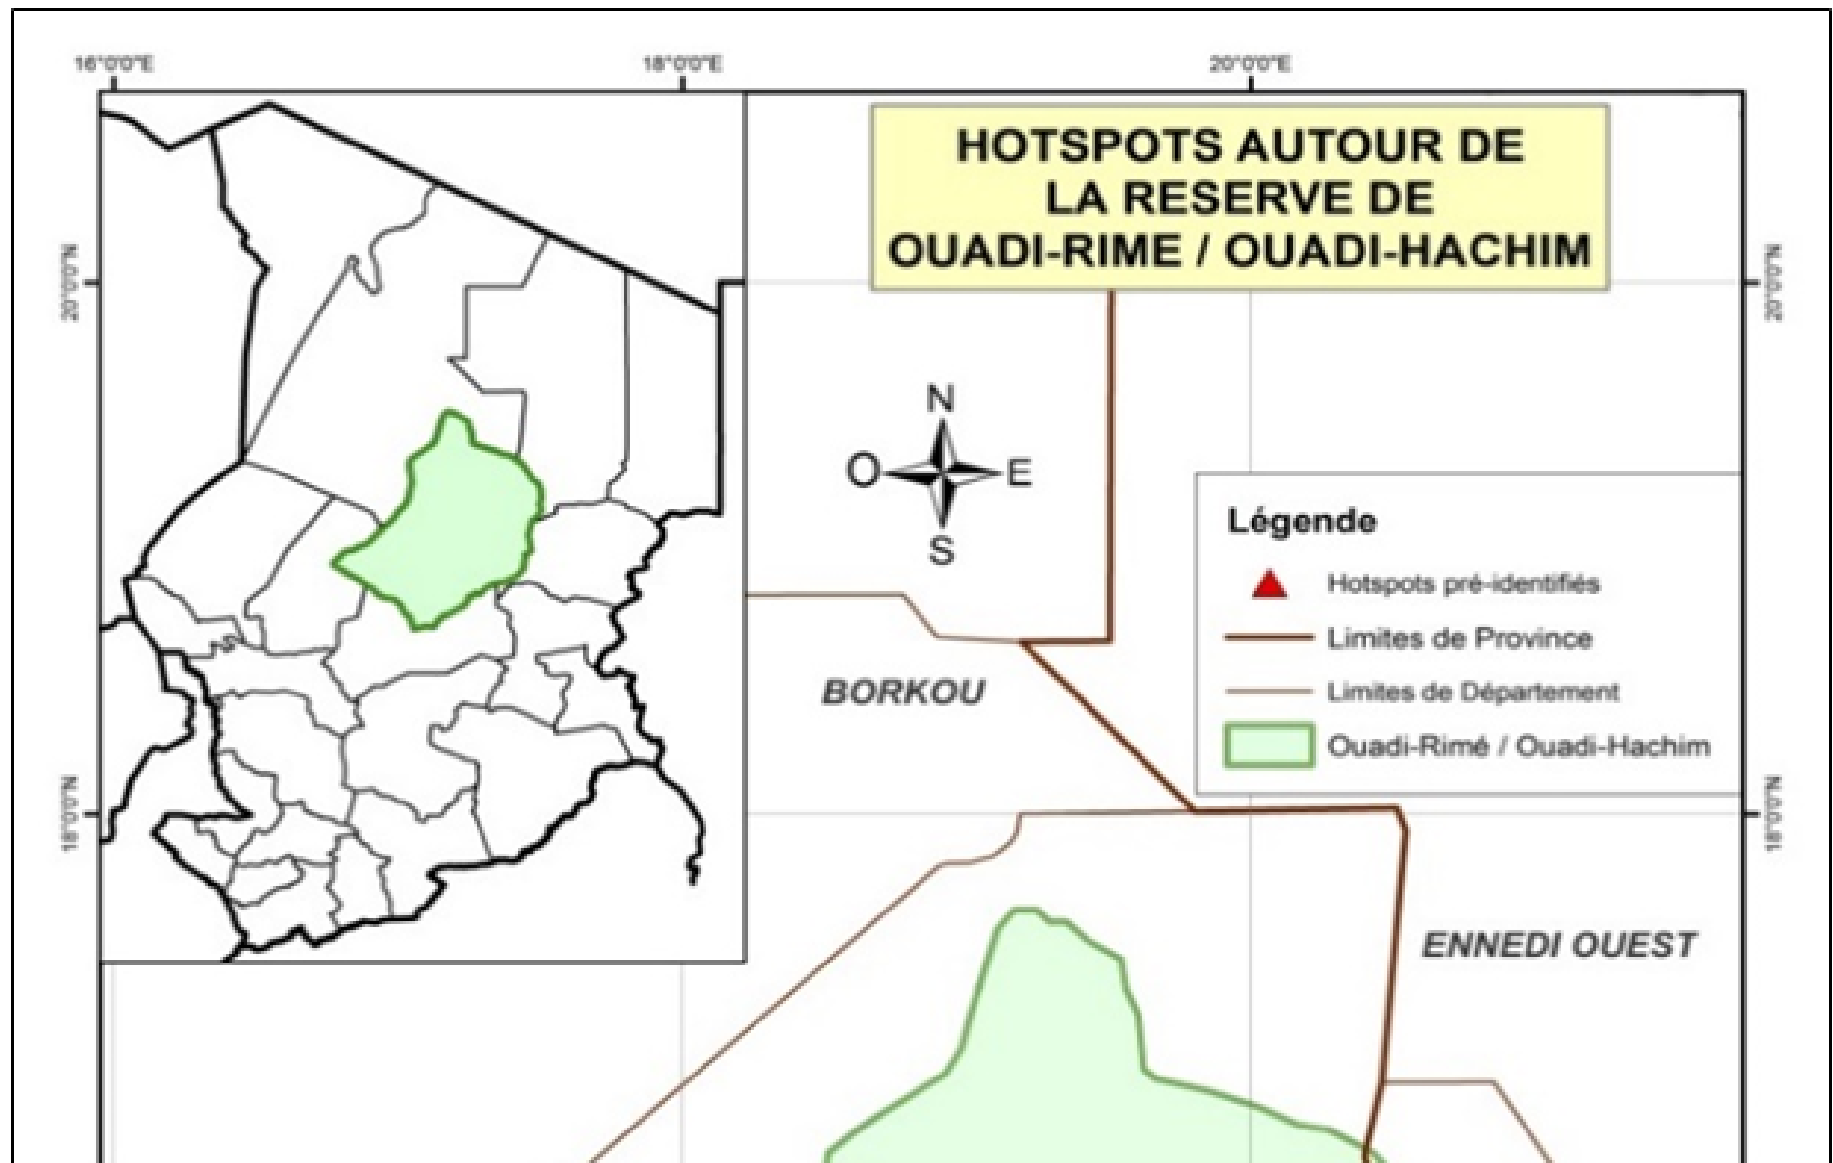 16°0'0"E
18°0'0"E
20°0'0"E
HOTSPOTS AUTOUR DE
LA RESERVE DE
OUADI-RIME / OUADI-HACHIM
20°0'0"N
20°0'0"N
N
O
E
S
Légende
Hotspots pré-identifiés
Limites de Province
Limites de Département
Ouadi-Rimé / Ouadi-Hachim
BORKOU
18°0'0"N
18°0'0"N
ENNEDI OUEST